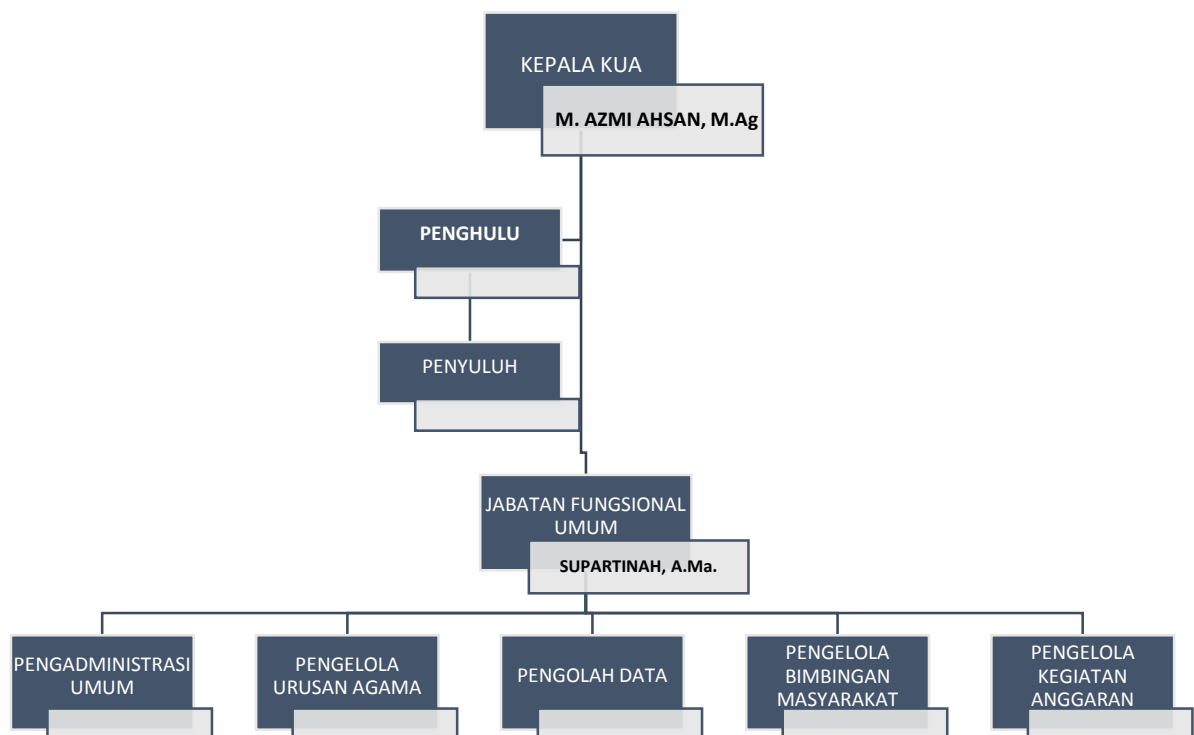 KEPALA KUA
M. AZMI AHSAN, M.Ag
PENGHULU
PENYULUH
JABATAN FUNGSIONAL
UMUM
SUPARTINAH, A.Ma.
PENGADMINISTRASI
UMUM
PENGELOLA
URUSAN AGAMA
PENGOLAH DATA
PENGELOLA
BIMBINGAN
MASYARAKAT
PENGELOLA
KEGIATAN
ANGGARAN